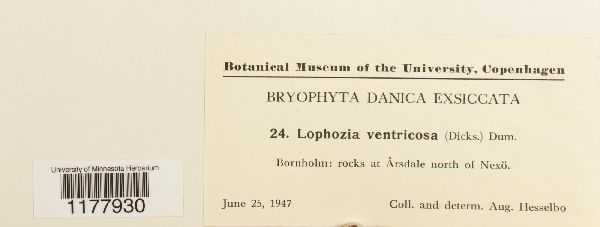 Botanical Museum of the University, Copenhagen
BRYOPHYTA DANICA EXSICCATA
24. Lophozia ventricosa (Dicks.) Dum.
Bornholm: rocks at Årsdale north of Nexö.
June 25, 1947 Coll. and determ. Aug. Hesselbo
University of Minnesota Herbarium
1177930